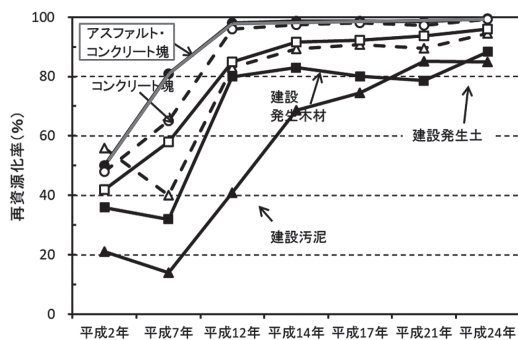 再資源化率(%)
100
80
60
40
20
0
アスファルト・
コンクリート塊
コンクリート塊
建設
発生木材
建設発生土
建設汚泥
平成2年 平成7年 平成12年 平成14年 平成17年 平成21年 平成24年